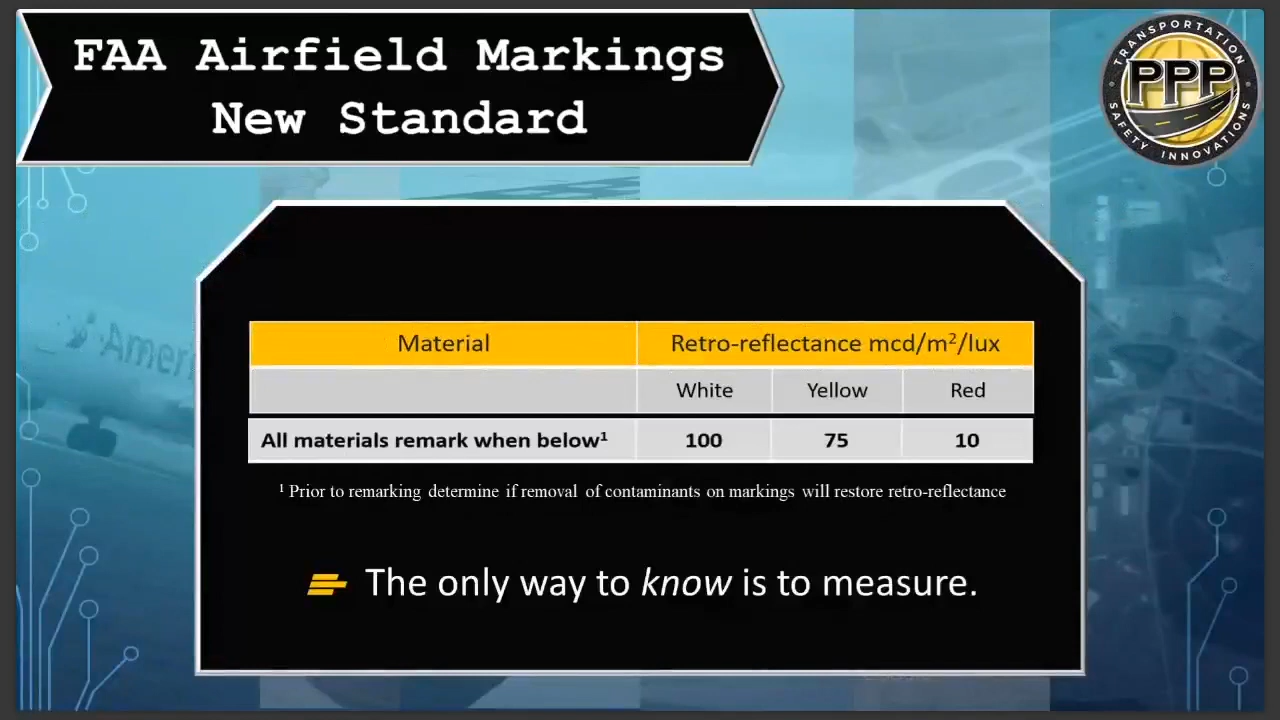 FAA Airfield Markings
New Standard
TRANSPORTATION
PPP
SAFETY INNOVATIONS
Ameri
Material Retro-reflectance mcd/m²/lux
White Yellow Red
All materials remark when below¹ 100 75 10
¹ Prior to remarking determine if removal of contaminants on markings will restore retro-reflectance
The only way to know is to measure.